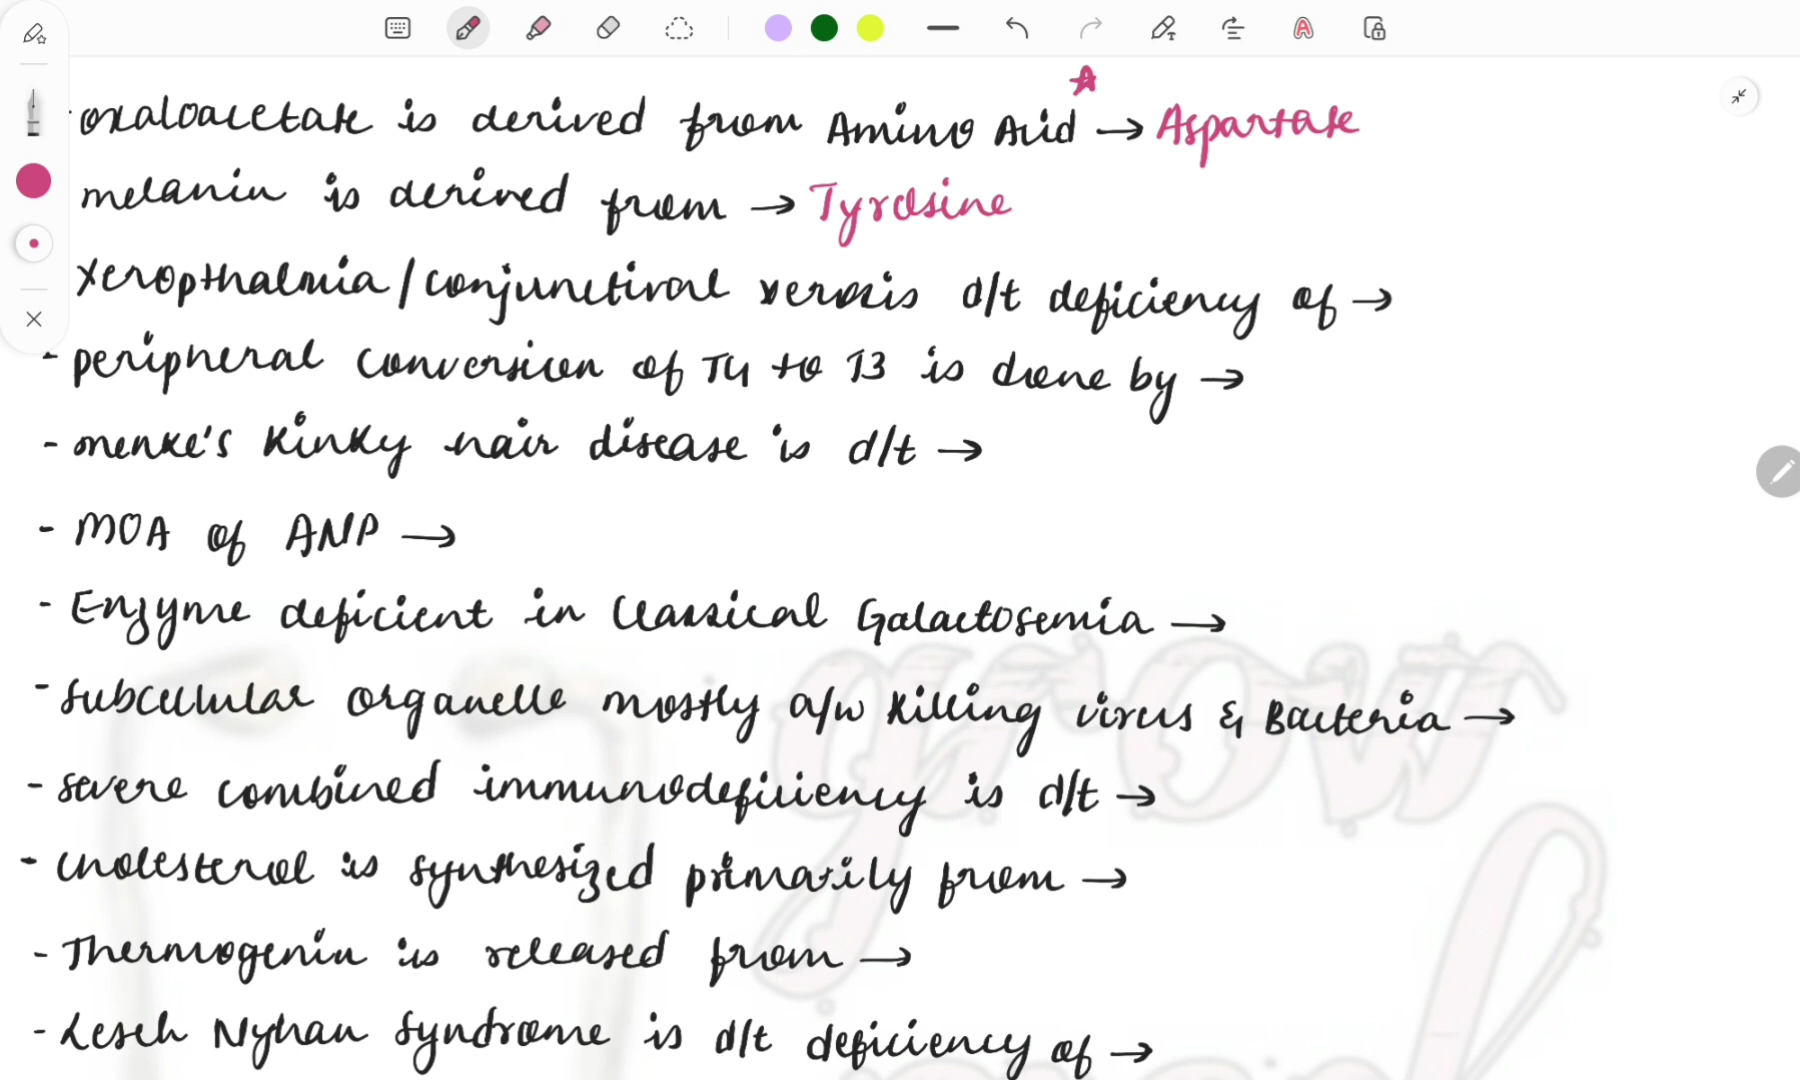 oxaloacetate is derived from Amino Acid → Aspartate
melanin is derived from → Tyrosine
Xeropthalmia/conjunctival xerosis d/t deficiency of →
- peripheral conversion of T4 to T3 is done by →
- menke's kinky hair disease is d/t →
- MOA of ANP →
- Enzyme deficient in Classical Galactosemia →
- subcellular organelle mostly a/w killing virus & Bacteria →
- severe combined immunodeficiency is d/t →
- cholesterol is synthesized primarily from →
- Thermogenin is released from →
- Lesch Nyhan syndrome is d/t deficiency of →
grow